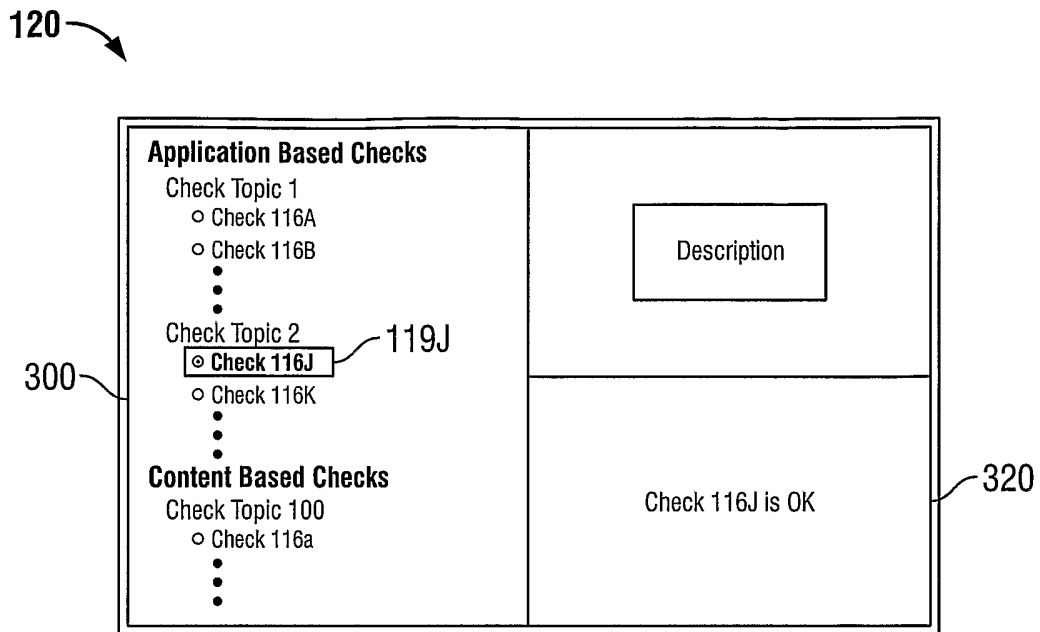 120
Application Based Checks
Check Topic 1
Check 116A
Check 116B
Check Topic 2
Check 116J
119J
Check 116K
300
Content Based Checks
Check Topic 100
Check 116a
Description
Check 116J is OK
320